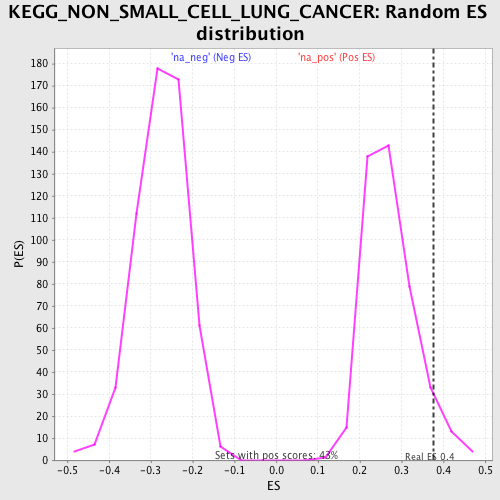 KEGG_NON_SMALL_CELL_LUNG_CANCER: Random ES
distribution
'na_neg' (Neg ES) 'na_pos' (Pos ES)
180
170
160
150
140
130
120
110
100
90
80
70
60
50
40
30
20
10
0
P(ES)
Sets with pos scores: 43%
Real ES 0.4
-0.5 -0.4 -0.3 -0.2 -0.1 0.0 0.1 0.2 0.3 0.4 0.5
ES